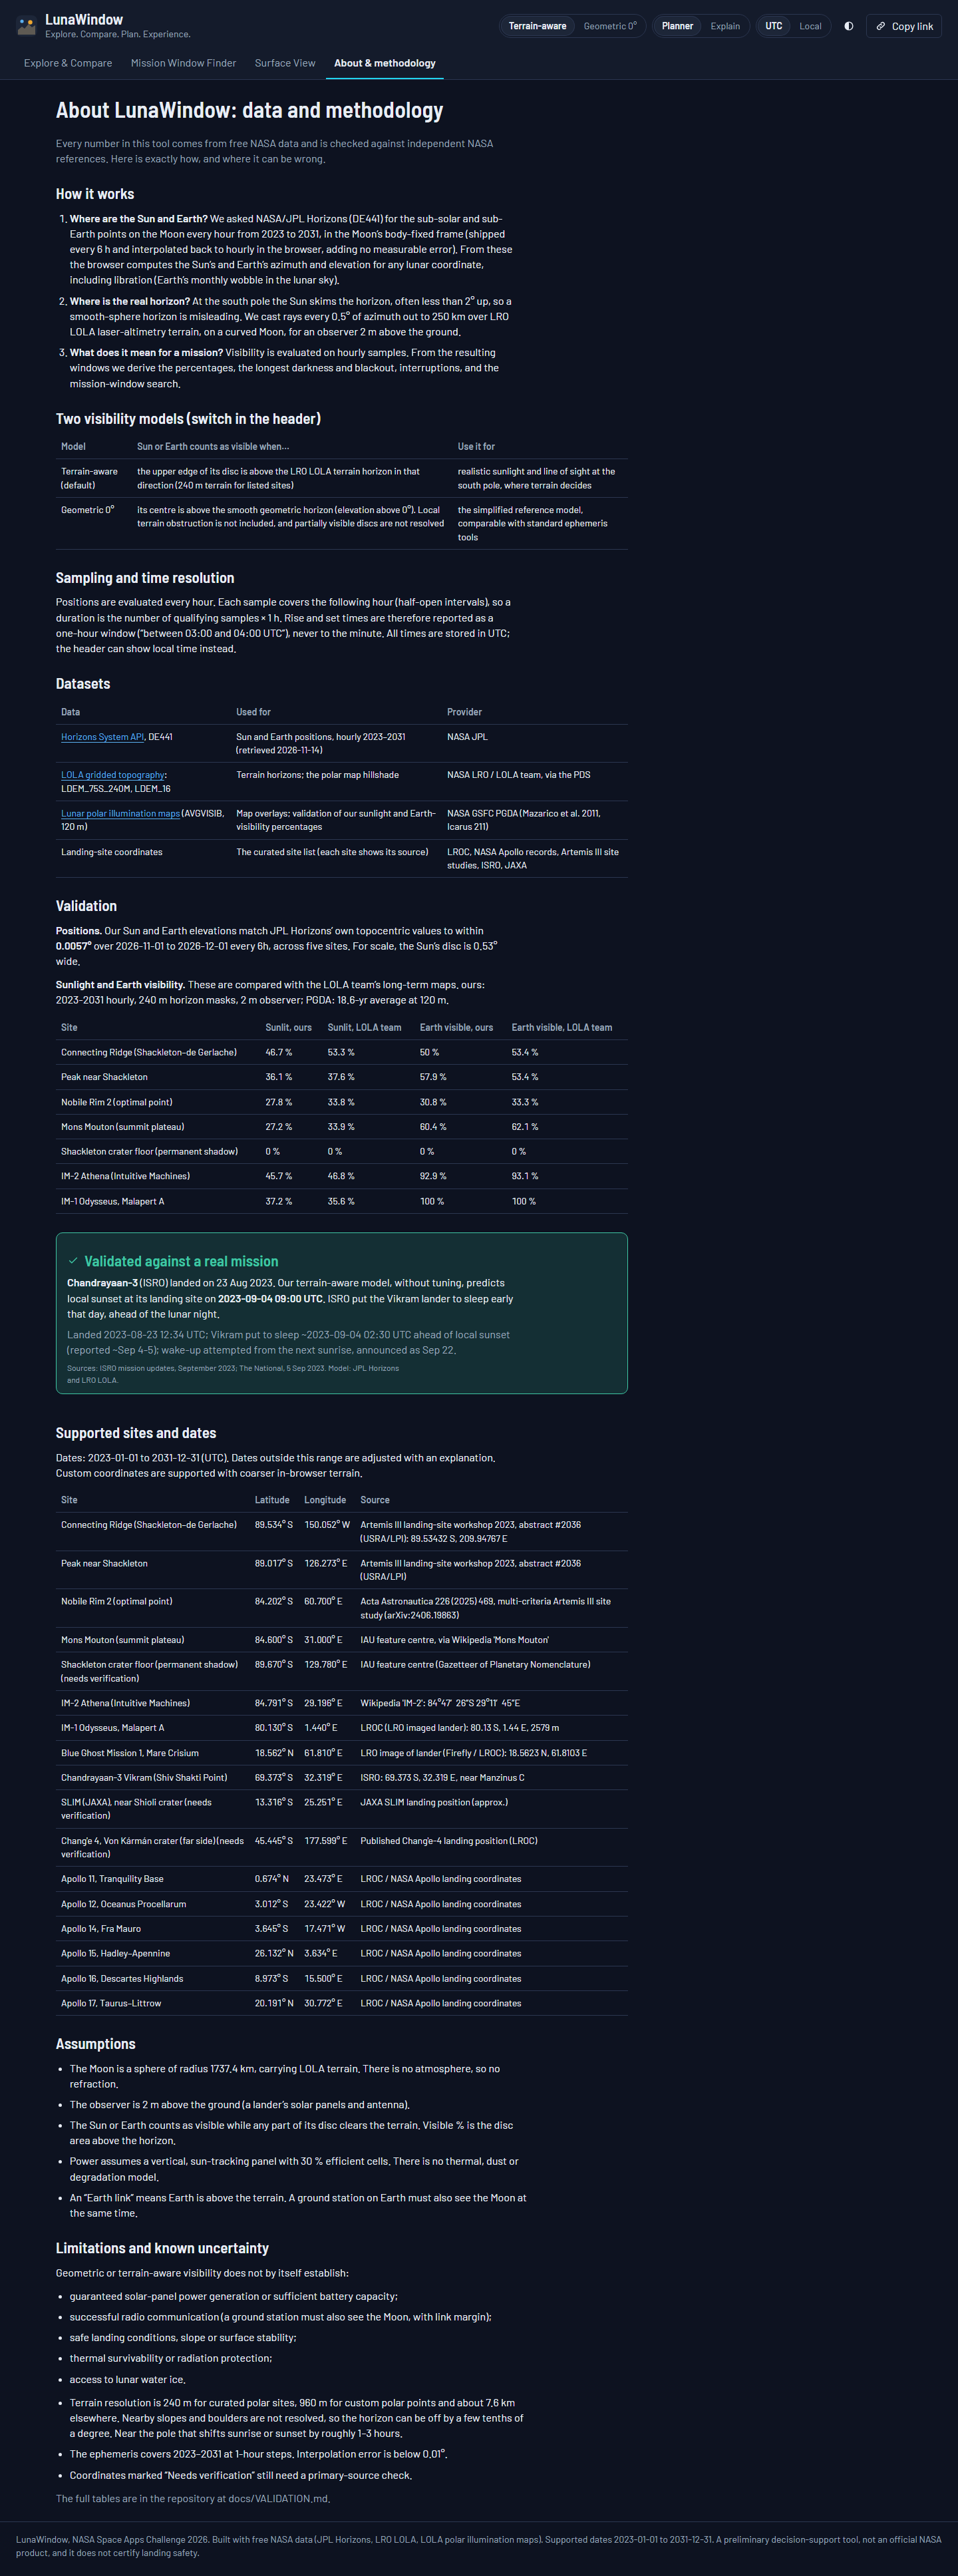 LunaWindow
Explore. Compare. Plan. Experience.
Terrain-aware Geometric 0° Planner Explain UTC Local Copy link
Explore & Compare Mission Window Finder Surface View About & methodology
About LunaWindow: data and methodology
Every number in this tool comes from free NASA data and is checked against independent NASA
references. Here is exactly how, and where it can be wrong.
How it works
1. Where are the Sun and Earth? We asked NASA/JPL Horizons (DE441) for the sub-solar and sub-
Earth points on the Moon every hour from 2023 to 2031, in the Moon's body-fixed frame (shipped
every 6 h and interpolated back to hourly in the browser, adding no measurable error). From these
the browser computes the Sun's and Earth's azimuth and elevation for any lunar coordinate,
including libration (Earth's monthly wobble in the lunar sky).
2. Where is the real horizon? At the south pole the Sun skims the horizon, often less than 2° up, so a
smooth-sphere horizon is misleading. We cast rays every 0.5° of azimuth out to 250 km over LRO
LOLA laser-altimetry terrain, on a curved Moon, for an observer 2 m above the ground.
3. What does it mean for a mission? Visibility is evaluated on hourly samples. From the resulting
windows we derive the percentages, the longest darkness and blackout, interruptions, and the
mission-window search.
Two visibility models (switch in the header)
Model Sun or Earth counts as visible when... Use it for
Terrain-aware the upper edge of its disc is above the LRO LOLA terrain horizon in that realistic sunlight and line of sight at the
(default) direction (240 m terrain for listed sites) south pole, where terrain decides
Geometric 0° its centre is above the smooth geometric horizon (elevation above 0°). Local the simplified reference model,
terrain obstruction is not included, and partially visible discs are not resolved comparable with standard ephemeris
tools
Sampling and time resolution
Positions are evaluated every hour. Each sample covers the following hour (half-open intervals), so a
duration is the number of qualifying samples × 1 h. Rise and set times are therefore reported as a
one-hour window ("between 03:00 and 04:00 UTC"), never to the minute. All times are stored in UTC;
the header can show local time instead.
Datasets
Data Used for Provider
Horizons System API, DE441 Sun and Earth positions, hourly 2023–2031 NASA JPL
(retrieved 2026-11-14)
LOLA gridded topography: Terrain horizons; the polar map hillshade NASA LRO / LOLA team, via the PDS
LDEM_75S_240M, LDEM_16
Lunar polar illumination maps (AVGVISIB, Map overlays; validation of our sunlight and Earth- NASA GSFC PGDA (Mazarico et al. 2011,
120 m) visibility percentages Icarus 211)
Landing-site coordinates The curated site list (each site shows its source) LROC, NASA Apollo records, Artemis III site
studies, ISRO, JAXA
Validation
Positions. Our Sun and Earth elevations match JPL Horizons' own topocentric values to within
0.0057° over 2026-11-01 to 2026-12-01 every 6h, across five sites. For scale, the Sun's disc is 0.53°
wide.
Sunlight and Earth visibility. These are compared with the LOLA team's long-term maps. ours:
2023-2031 hourly, 240 m horizon masks, 2 m observer; PGDA: 18.6-yr average at 120 m.
Site Sunlit, ours Sunlit, LOLA team Earth visible, ours Earth visible, LOLA team
Connecting Ridge (Shackleton–de Gerlache) 46.7 % 53.3 % 50 % 53.4 %
Peak near Shackleton 36.1 % 37.6 % 57.9 % 53.4 %
Nobile Rim 2 (optimal point) 27.8 % 33.8 % 30.8 % 33.3 %
Mons Mouton (summit plateau) 27.2 % 33.9 % 60.4 % 62.1 %
Shackleton crater floor (permanent shadow) 0 % 0 % 0 % 0 %
IM-2 Athena (Intuitive Machines) 45.7 % 46.8 % 92.9 % 93.1 %
IM-1 Odysseus, Malapert A 37.2 % 35.6 % 100 % 100 %
Validated against a real mission
Chandrayaan-3 (ISRO) landed on 23 Aug 2023. Our terrain-aware model, without tuning, predicts
local sunset at its landing site on 2023-09-04 09:00 UTC. ISRO put the Vikram lander to sleep early
that day, ahead of the lunar night.
Landed 2023-08-23 12:34 UTC; Vikram put to sleep ~2023-09-04 02:30 UTC ahead of local sunset
(reported ~Sep 4-5); wake-up attempted from the next sunrise, announced as Sep 22.
Sources: ISRO mission updates, September 2023; The National, 5 Sep 2023. Model: JPL Horizons
and LRO LOLA.
Supported sites and dates
Dates: 2023-01-01 to 2031-12-31 (UTC). Dates outside this range are adjusted with an explanation.
Custom coordinates are supported with coarser in-browser terrain.
Site Latitude Longitude Source
Connecting Ridge (Shackleton–de Gerlache) 89.534° S 150.052° W Artemis III landing-site workshop 2023, abstract #2036
(USRA/LPI): 89.53432 S, 209.94767 E
Peak near Shackleton 89.017° S 126.273° E Artemis III landing-site workshop 2023, abstract #2036
(USRA/LPI)
Nobile Rim 2 (optimal point) 84.202° S 60.700° E Acta Astronautica 226 (2025) 469, multi-criteria Artemis III site
study (arXiv:2406.19863)
Mons Mouton (summit plateau) 84.600° S 31.000° E IAU feature centre, via Wikipedia 'Mons Mouton'
Shackleton crater floor (permanent shadow) 89.670° S 129.780° E IAU feature centre (Gazetteer of Planetary Nomenclature)
(needs verification)
IM-2 Athena (Intuitive Machines) 84.791° S 29.196° E Wikipedia 'IM-2': 84°47′ 26″S 29°11′ 45″E
IM-1 Odysseus, Malapert A 80.130° S 1.440° E LROC (LRO imaged lander): 80.13 S, 1.44 E, 2579 m
Blue Ghost Mission 1, Mare Crisium 18.562° N 61.810° E LRO image of lander (Firefly / LROC): 18.5623 N, 61.8103 E
Chandrayaan-3 Vikram (Shiv Shakti Point) 69.373° S 32.319° E ISRO: 69.373 S, 32.319 E, near Manzinus C
SLIM (JAXA), near Shioli crater (needs 13.316° S 25.251° E JAXA SLIM landing position (approx.)
verification)
Chang'e 4, Von Kármán crater (far side) (needs 45.445° S 177.599° E Published Chang'e-4 landing position (LROC)
verification)
Apollo 11, Tranquility Base 0.674° N 23.473° E LROC / NASA Apollo landing coordinates
Apollo 12, Oceanus Procellarum 3.012° S 23.422° W LROC / NASA Apollo landing coordinates
Apollo 14, Fra Mauro 3.645° S 17.471° W LROC / NASA Apollo landing coordinates
Apollo 15, Hadley–Apennine 26.132° N 3.634° E LROC / NASA Apollo landing coordinates
Apollo 16, Descartes Highlands 8.973° S 15.500° E LROC / NASA Apollo landing coordinates
Apollo 17, Taurus–Littrow 20.191° N 30.772° E LROC / NASA Apollo landing coordinates
Assumptions
• The Moon is a sphere of radius 1737.4 km, carrying LOLA terrain. There is no atmosphere, so no
refraction.
• The observer is 2 m above the ground (a lander's solar panels and antenna).
• The Sun or Earth counts as visible while any part of its disc clears the terrain. Visible % is the disc
area above the horizon.
• Power assumes a vertical, sun-tracking panel with 30 % efficient cells. There is no thermal, dust or
degradation model.
• An "Earth link" means Earth is above the terrain. A ground station on Earth must also see the Moon at
the same time.
Limitations and known uncertainty
Geometric or terrain-aware visibility does not by itself establish:
• guaranteed solar-panel power generation or sufficient battery capacity;
• successful radio communication (a ground station must also see the Moon, with link margin);
• safe landing conditions, slope or surface stability;
• thermal survivability or radiation protection;
• access to lunar water ice.
• Terrain resolution is 240 m for curated polar sites, 960 m for custom polar points and about 7.6 km
elsewhere. Nearby slopes and boulders are not resolved, so the horizon can be off by a few tenths of
a degree. Near the pole that shifts sunrise or sunset by roughly 1–3 hours.
• The ephemeris covers 2023–2031 at 1-hour steps. Interpolation error is below 0.01°.
• Coordinates marked "Needs verification" still need a primary-source check.
The full tables are in the repository at docs/VALIDATION.md.
LunaWindow, NASA Space Apps Challenge 2026. Built with free NASA data (JPL Horizons, LRO LOLA, LOLA polar illumination maps). Supported dates 2023-01-01 to 2031-12-31. A preliminary decision-support tool, not an official NASA
product, and it does not certify landing safety.